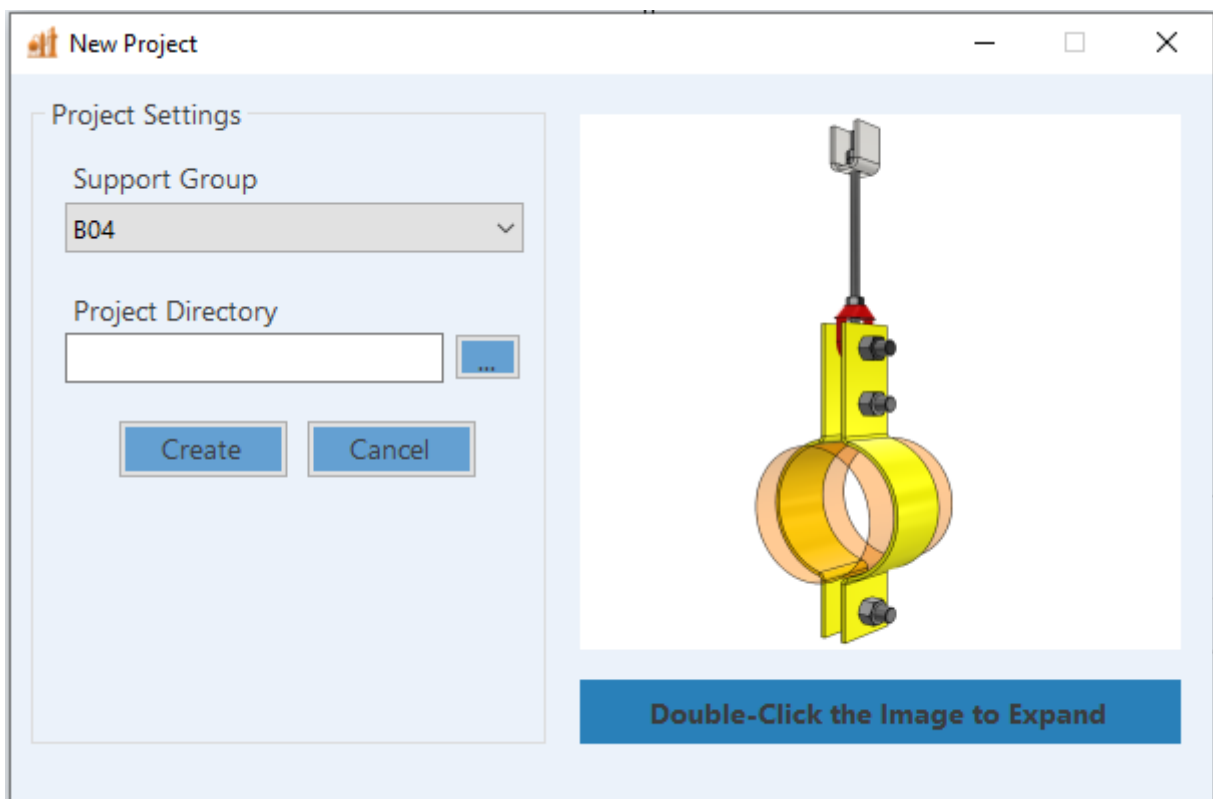 New Project
Project Settings
Support Group
B04
Project Directory
...
Create Cancel
Double-Click the Image to Expand